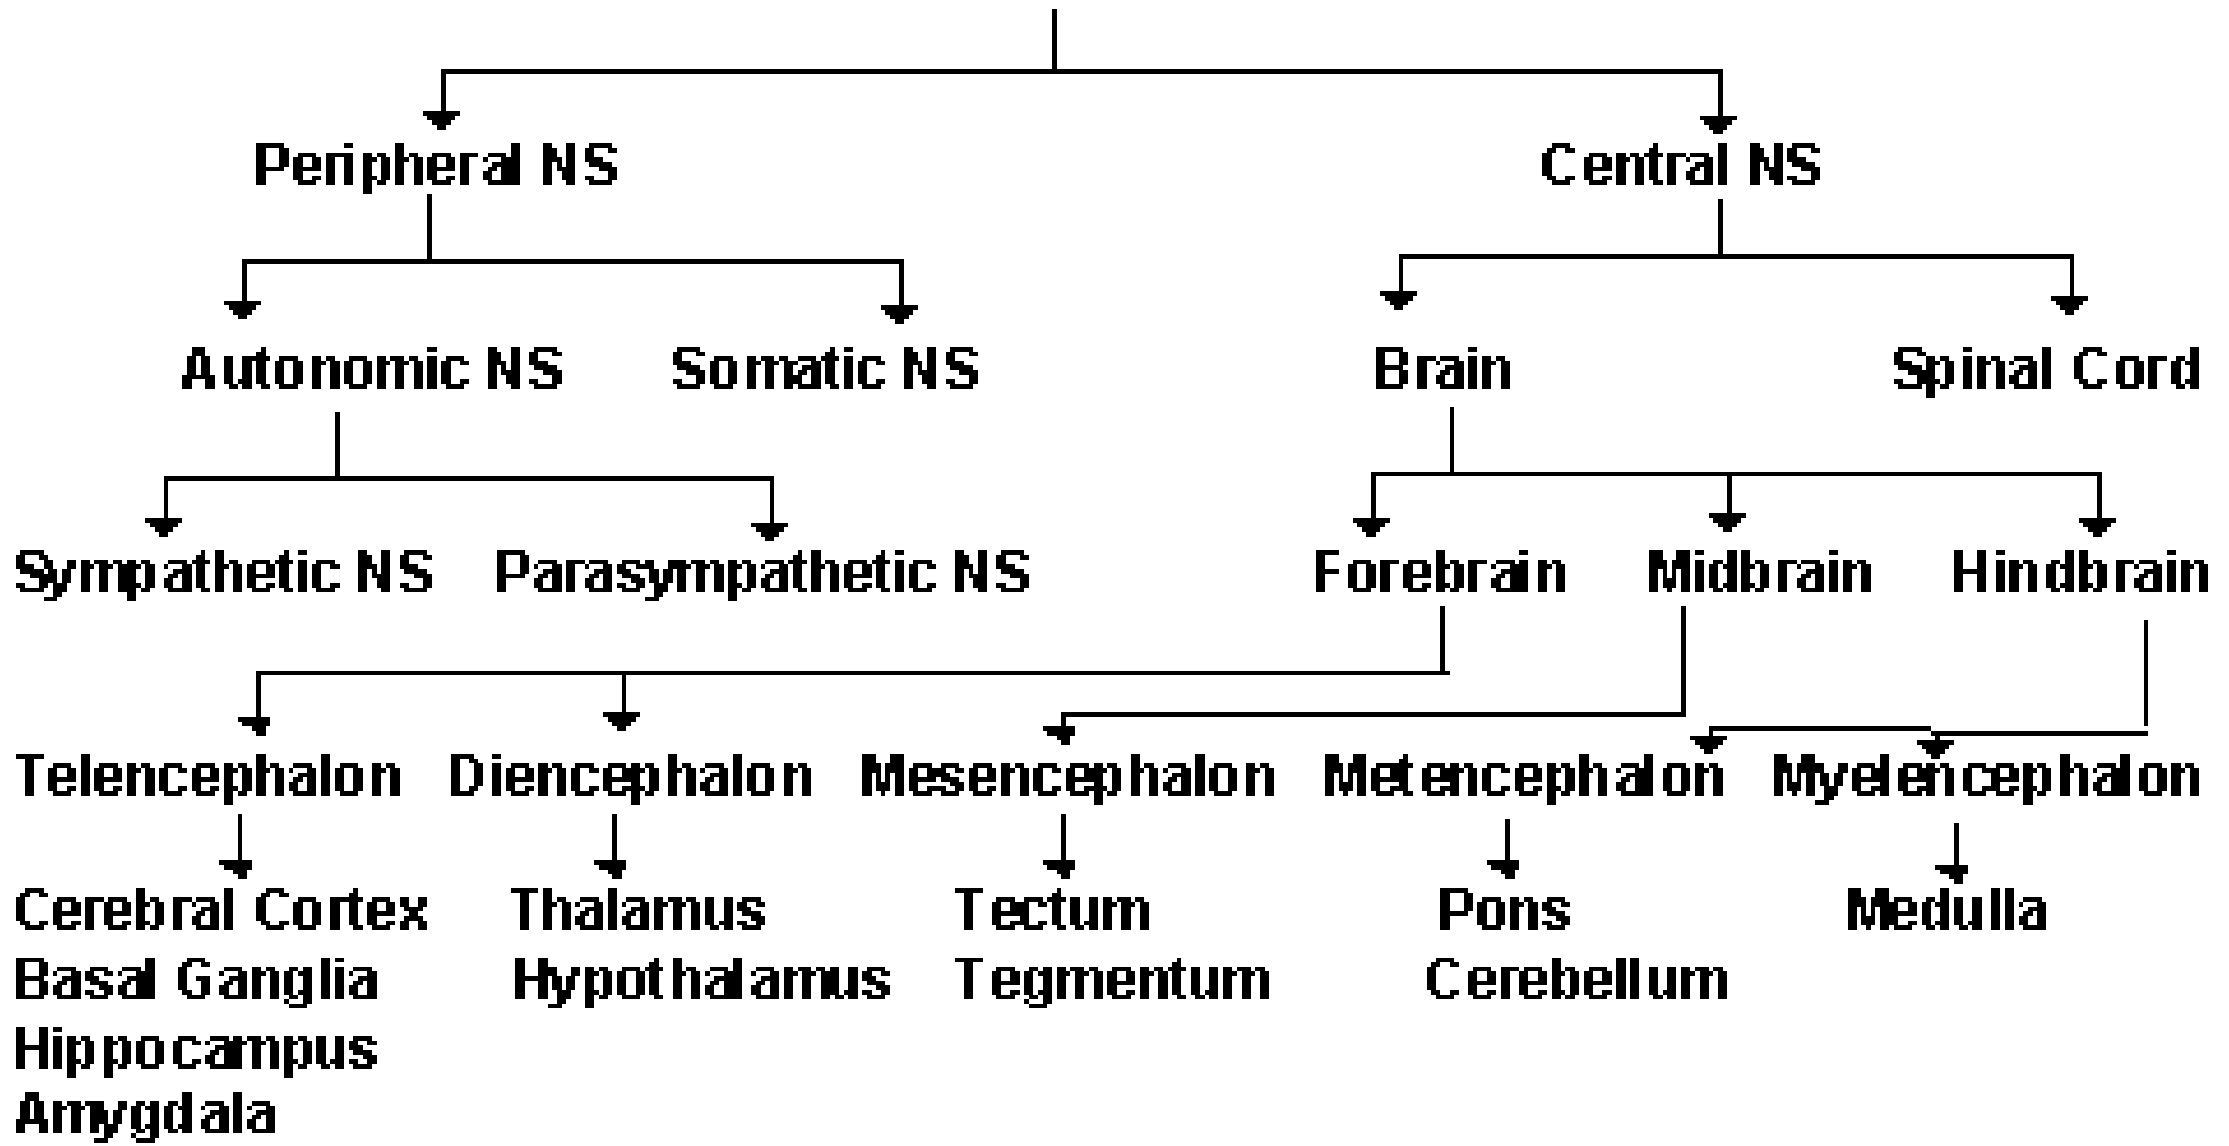 Peripheral NS Central NS
Autonomic NS Somatic NS Brain Spinal Cord
Sympathetic NS Parasympathetic NS Forebrain Midbrain Hindbrain
Telencephalon Diencephalon Mesencephalon Metencephalon Myelencephalon
Cerebral Cortex Thalamus Tectum Pons Medulla
Basal Ganglia Hypothalamus Tegmentum Cerebellum
Hippocampus
Amygdala